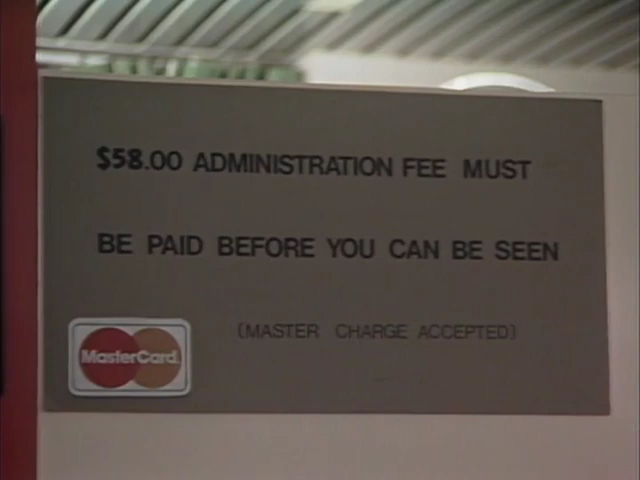 $58.00 ADMINISTRATION FEE MUST
BE PAID BEFORE YOU CAN BE SEEN
(MASTER CHARGE ACCEPTED)
MasterCard